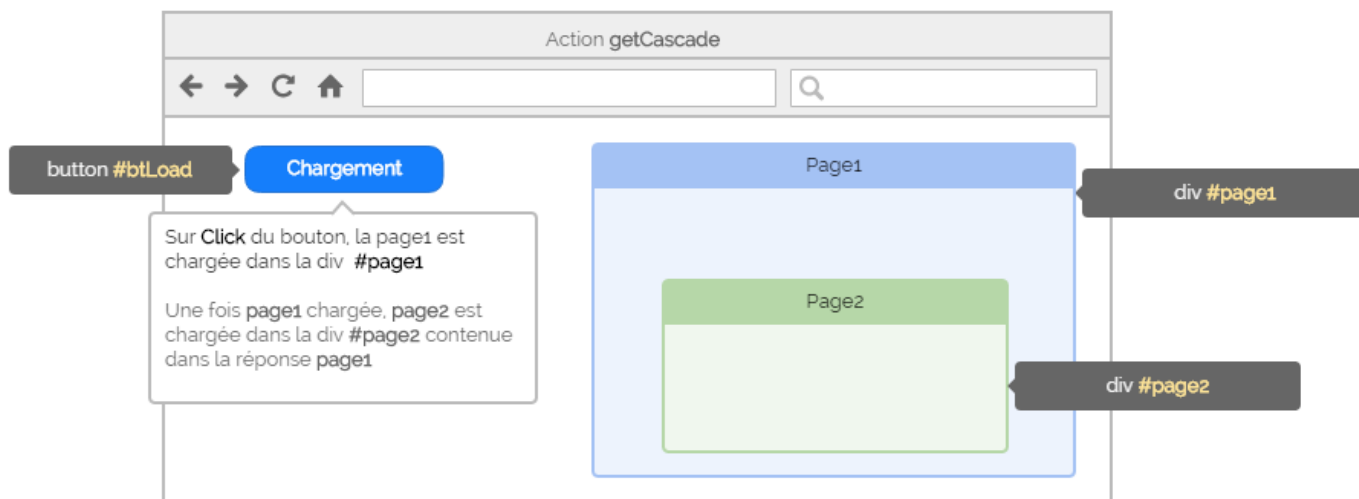 Action getCascade
button #btLoad
Chargement
Sur Click du bouton, la page1 est
chargée dans la div #page1
Une fois page1 chargée, page2 est
chargée dans la div #page2 contenue
dans la réponse page1
Page1
div #page1
Page2
div #page2